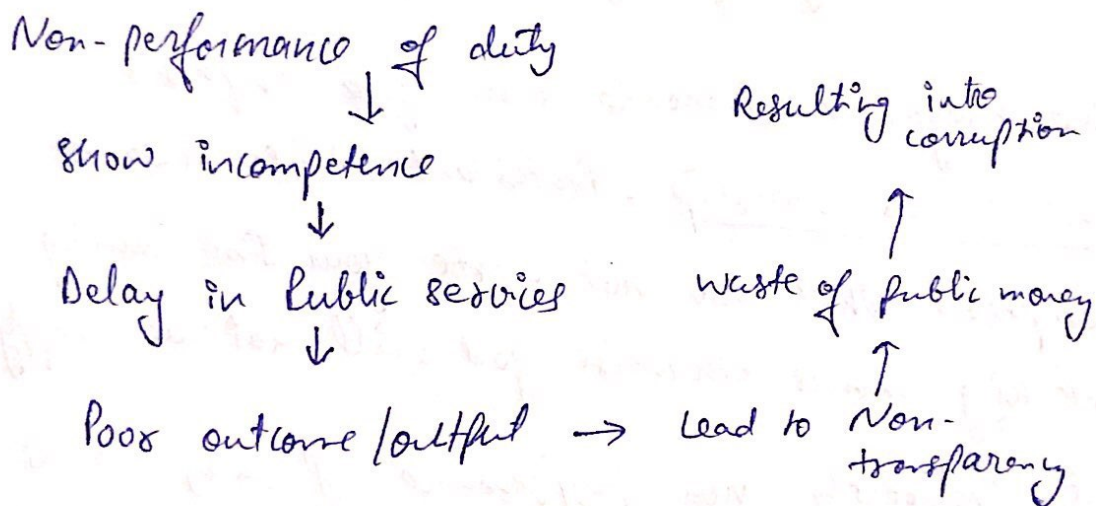 Non-performance of duty
↓
Show incompetence
↓
Delay in Public services
↓
Poor outcome/output → Lead to Non-
transparency
↑
waste of public money
↑
Resulting into
corruption